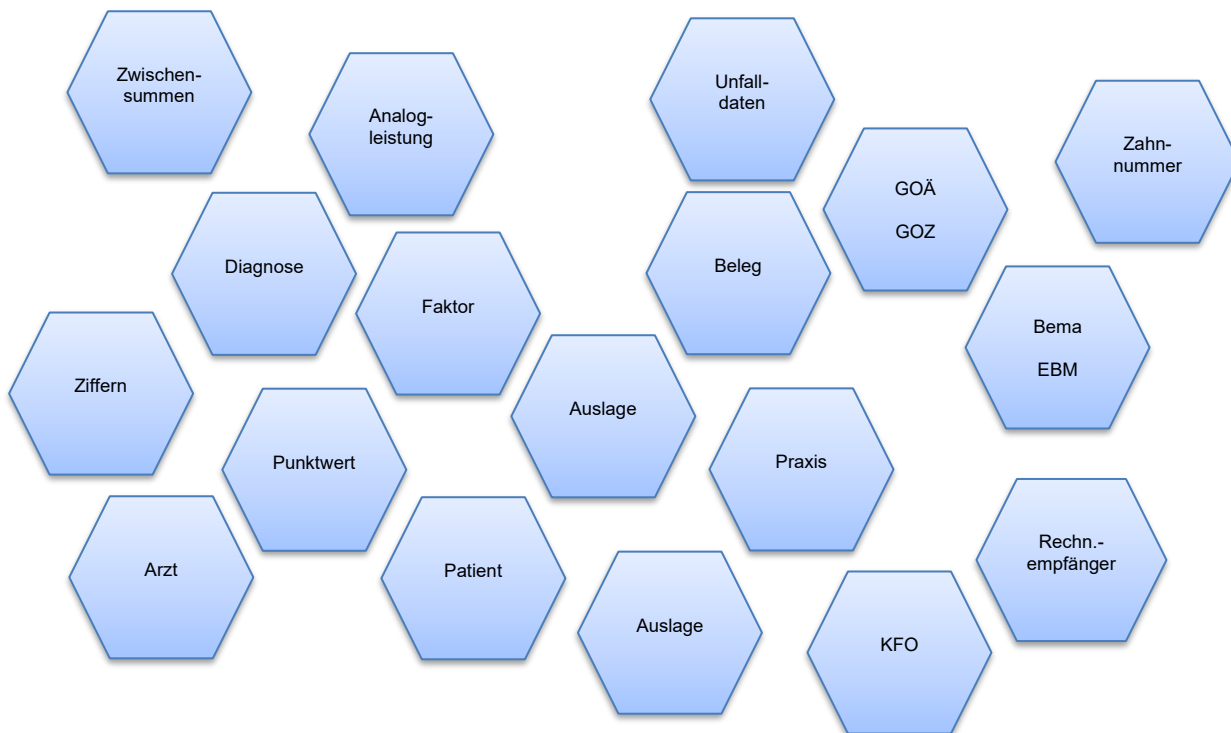 Zwischen-
summen
Analog-
leistung
Unfall-
daten
Zahn-
nummer
GOÄ
GOZ
Diagnose
Faktor
Beleg
Bema
EBM
Ziffern
Auslage
Punktwert
Praxis
Arzt
Patient
Rechn.-
empfänger
Auslage
KFO